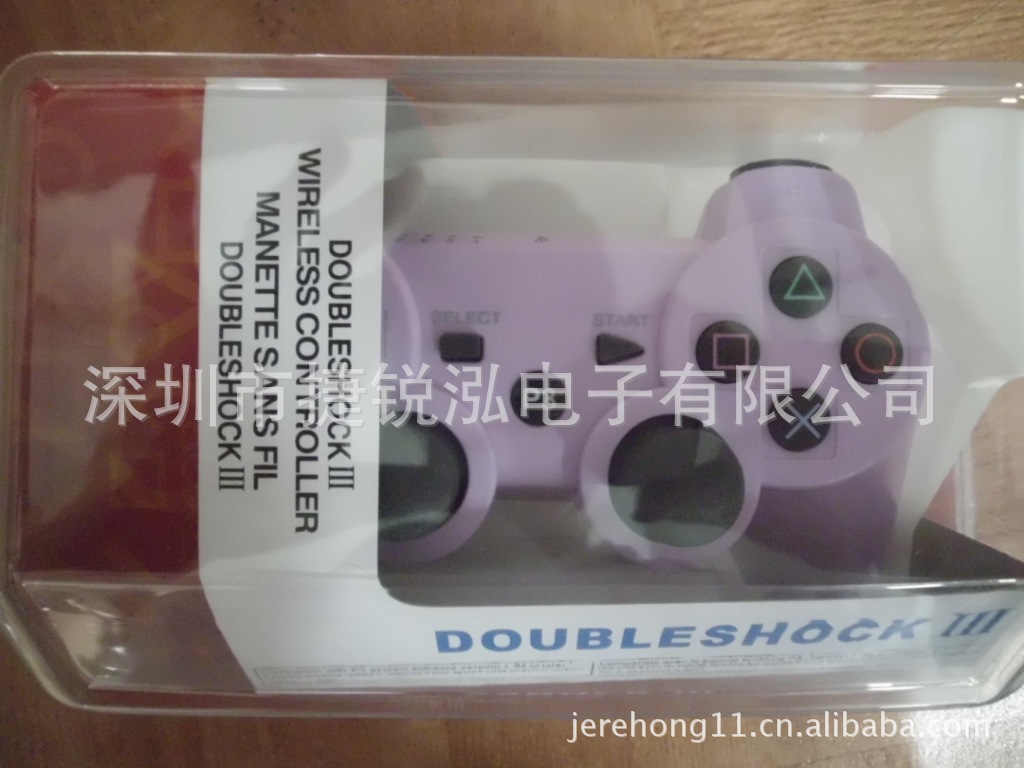 DOUBLESHOCK III
WIRELESS CONTROLLER
MANETTE SANS FIL
DOUBLESHOCK III
SELECT
START
深圳市捷锐泓电子有限公司
DOUBLESHOCK III
jerehong11.cn.alibaba.com